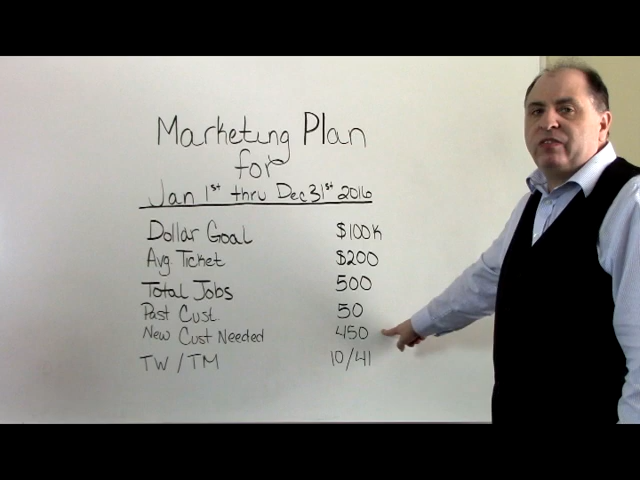 Marketing Plan
for
Jan 1st thru Dec 31st 2016
Dollar Goal $100K
Avg. Ticket $200
Total Jobs 500
Past Cust 50
New Cust Needed 450
TW / TM 10/41